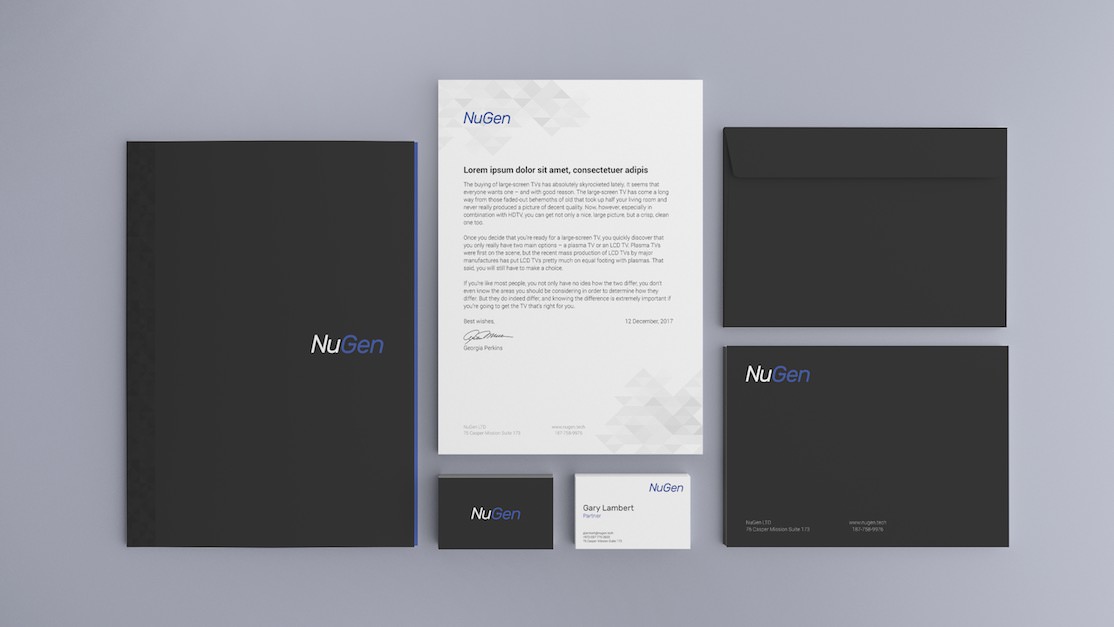 NuGen
NuGen
Lorem ipsum dolor sit amet, consectetuer adipis
The buying of large-screen TVs has absolutely skyrocketed lately. It seems that
everyone wants one – and with good reason. The large-screen TV has come a long
way from those faded-out behemoths of old that took up half your living room and
never really produced a picture of decent quality. Now, however, especially in
combination with HDTV, you can get not only a nice, large picture, but a crisp, clean
one too.
Once you decide that you're ready for a large-screen TV, you quickly discover that
you only really have two main options – a plasma TV or an LCD TV. Plasma TVs
were first on the scene, but the recent mass production of LCD TVs by major
manufactures has put LCD TVs pretty much on equal footing with plasmas. That
said, you will still have to make a choice.
If you're like most people, you not only have no idea how the two differ, you don't
even know the areas you should be considering in order to determine how they
differ. But they do indeed differ, and knowing the difference is extremely important if
you're going to get the TV that's right for you.
Best wishes, 12 December, 2017
Georgia Perkins
NuGen LTD www.nugen.tech
76 Casper Mission Suite 173 187-758-9976
NuGen
NuGen
Gary Lambert
Partner
76 Casper Mission Suite 173
NuGen
NuGen LTD www.nugen.tech
76 Casper Mission Suite 173 187-758-9976